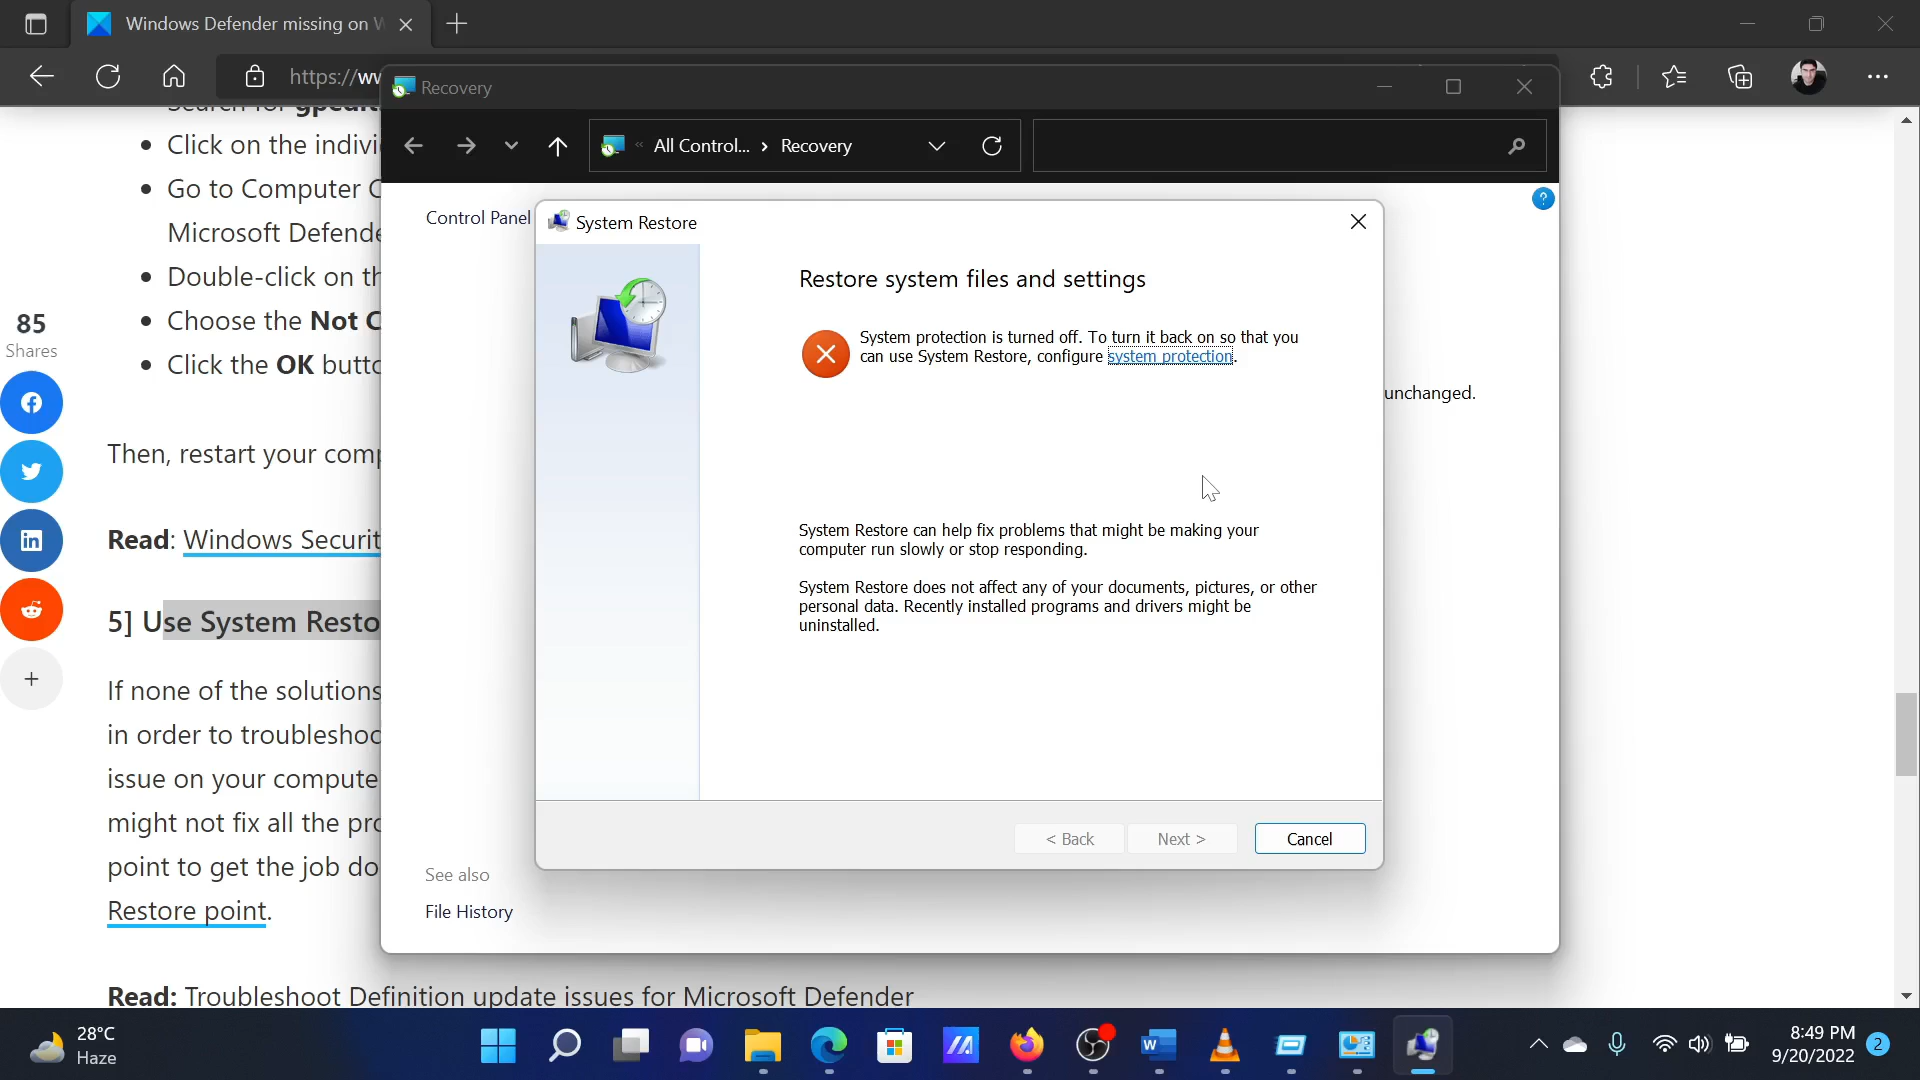 Windows Defender missing on W
https://ww
Recovery
All Control... > Recovery
Control Panel
System Restore
Restore system files and settings
System protection is turned off. To turn it back on so that you
can use System Restore, configure system protection.
unchanged.
System Restore can help fix problems that might be making your
computer run slowly or stop responding.
System Restore does not affect any of your documents, pictures, or other
personal data. Recently installed programs and drivers might be
uninstalled.
< Back
Next >
Cancel
See also
File History
85
Shares
• Click on the indivi
• Go to Computer C
Microsoft Defende
• Double-click on th
• Choose the Not C
• Click the OK butto
Then, restart your comp
Read: Windows Securit
5] Use System Resto
If none of the solutions
in order to troubleshoo
issue on your compute
might not fix all the pro
point to get the job do
Restore point.
Read: Troubleshoot Definition update issues for Microsoft Defender
28°C
Haze
8:49 PM
9/20/2022
2